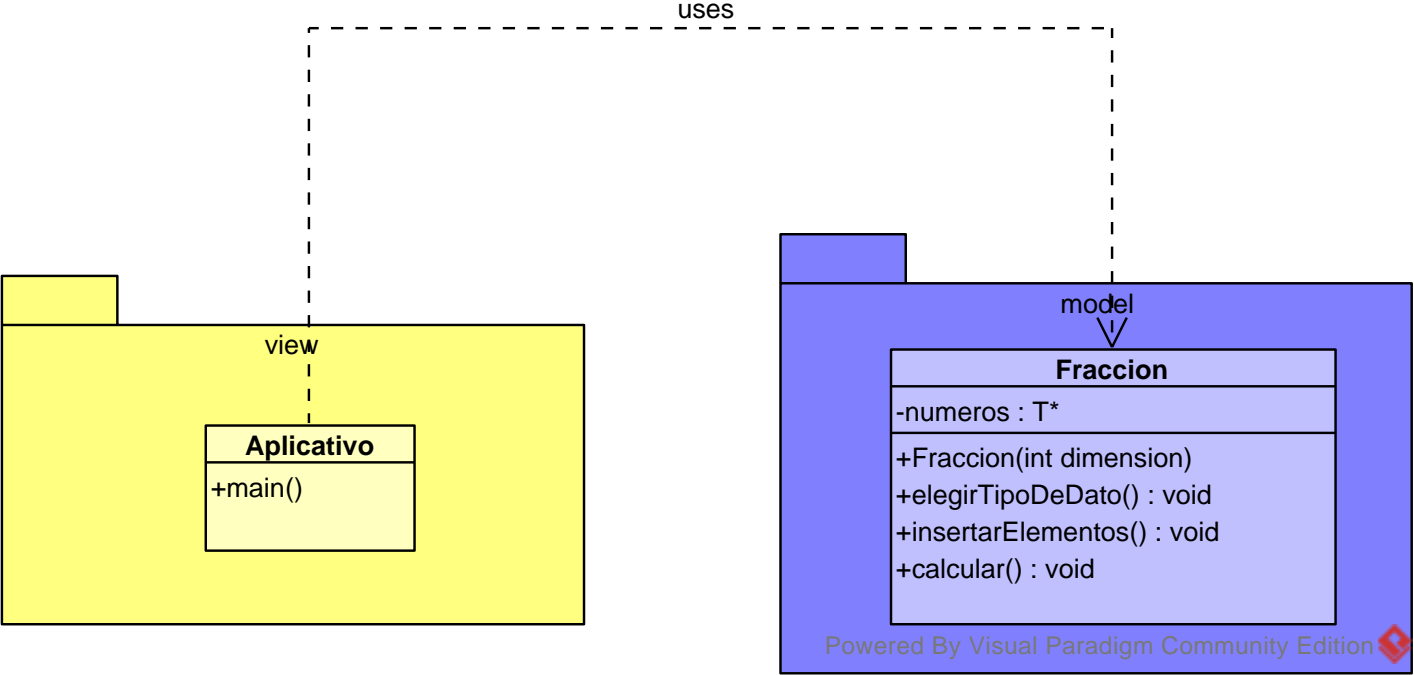 uses
view
Aplicativo
+main()
model
Fraccion
-numeros : T*
+Fraccion(int dimension)
+elegirTipoDeDato() : void
+insertarElementos() : void
+calcular() : void
Powered By Visual Paradigm Community Edition